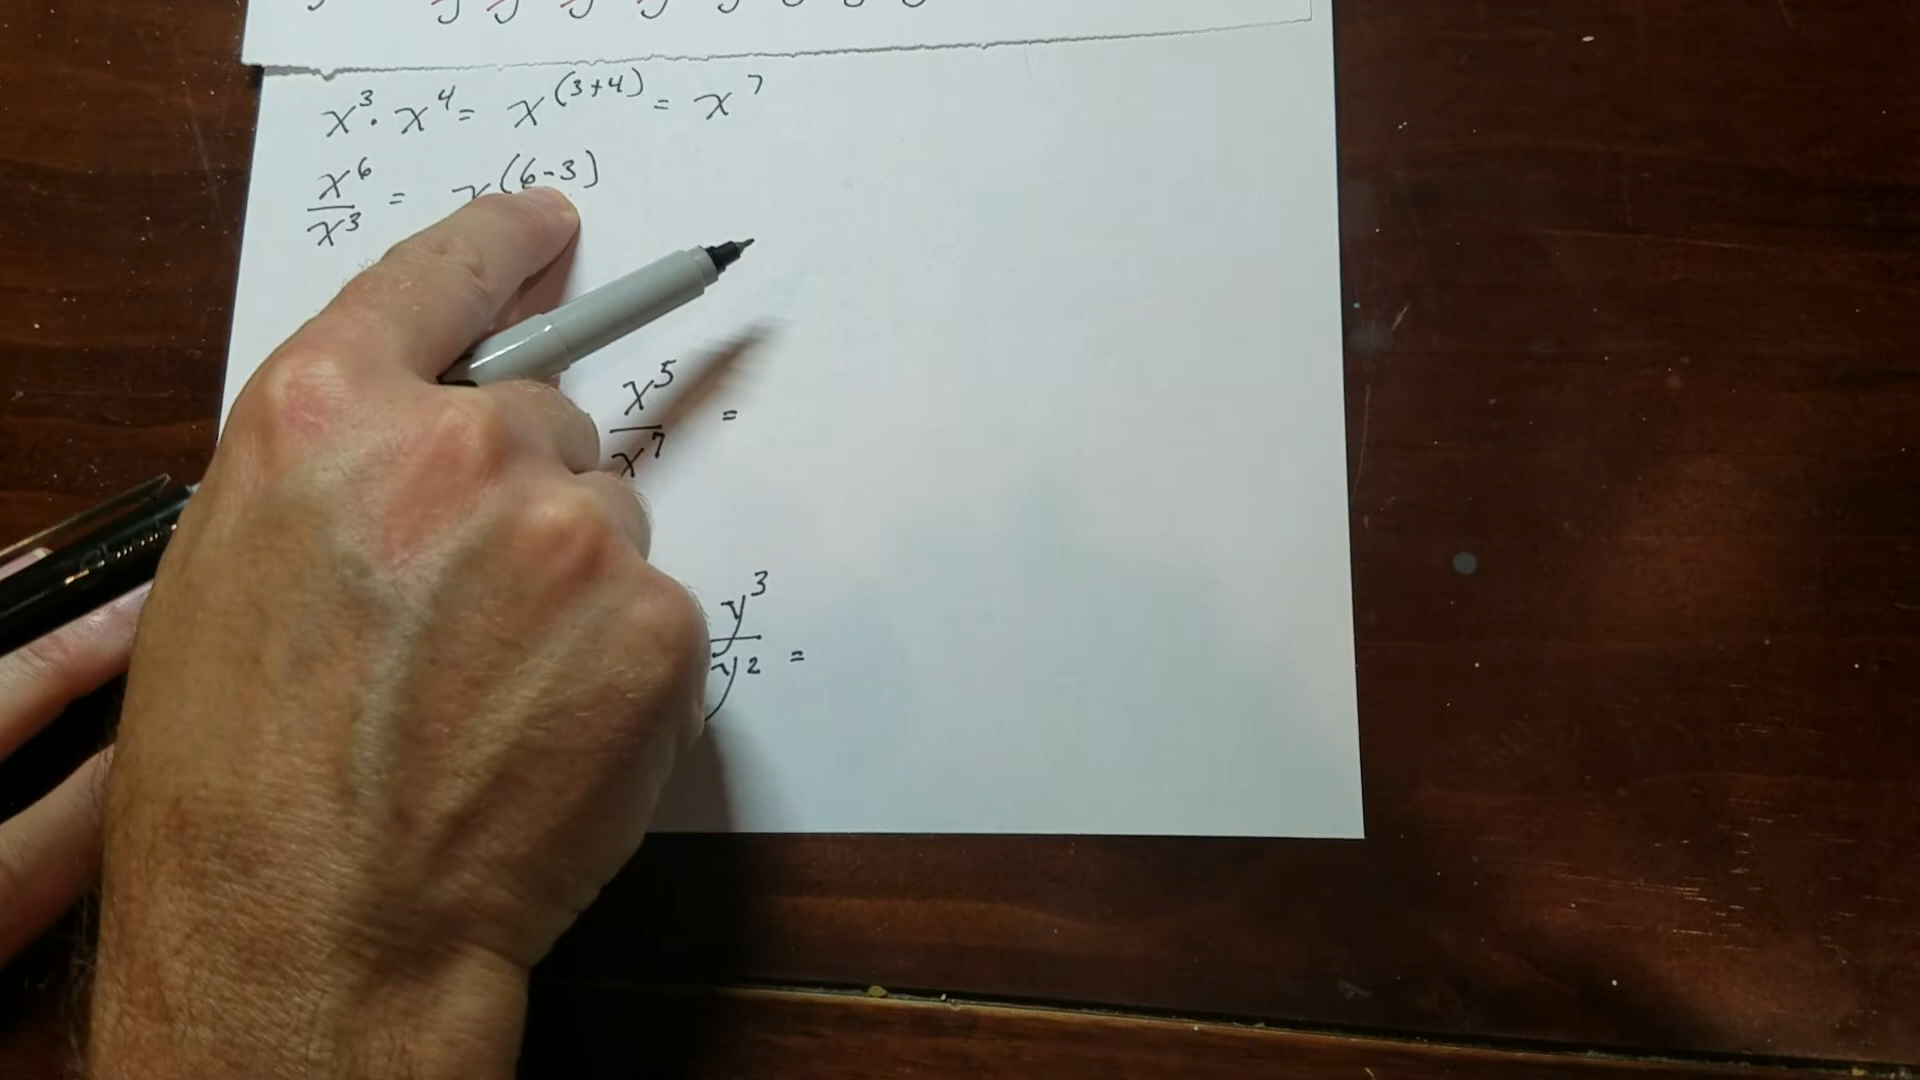 x³ · x⁴ = x⁽³⁺⁴⁾ = x⁷
x⁶/x³ = x⁽⁶⁻³⁾
x⁵/x⁷ =
y³/y² =